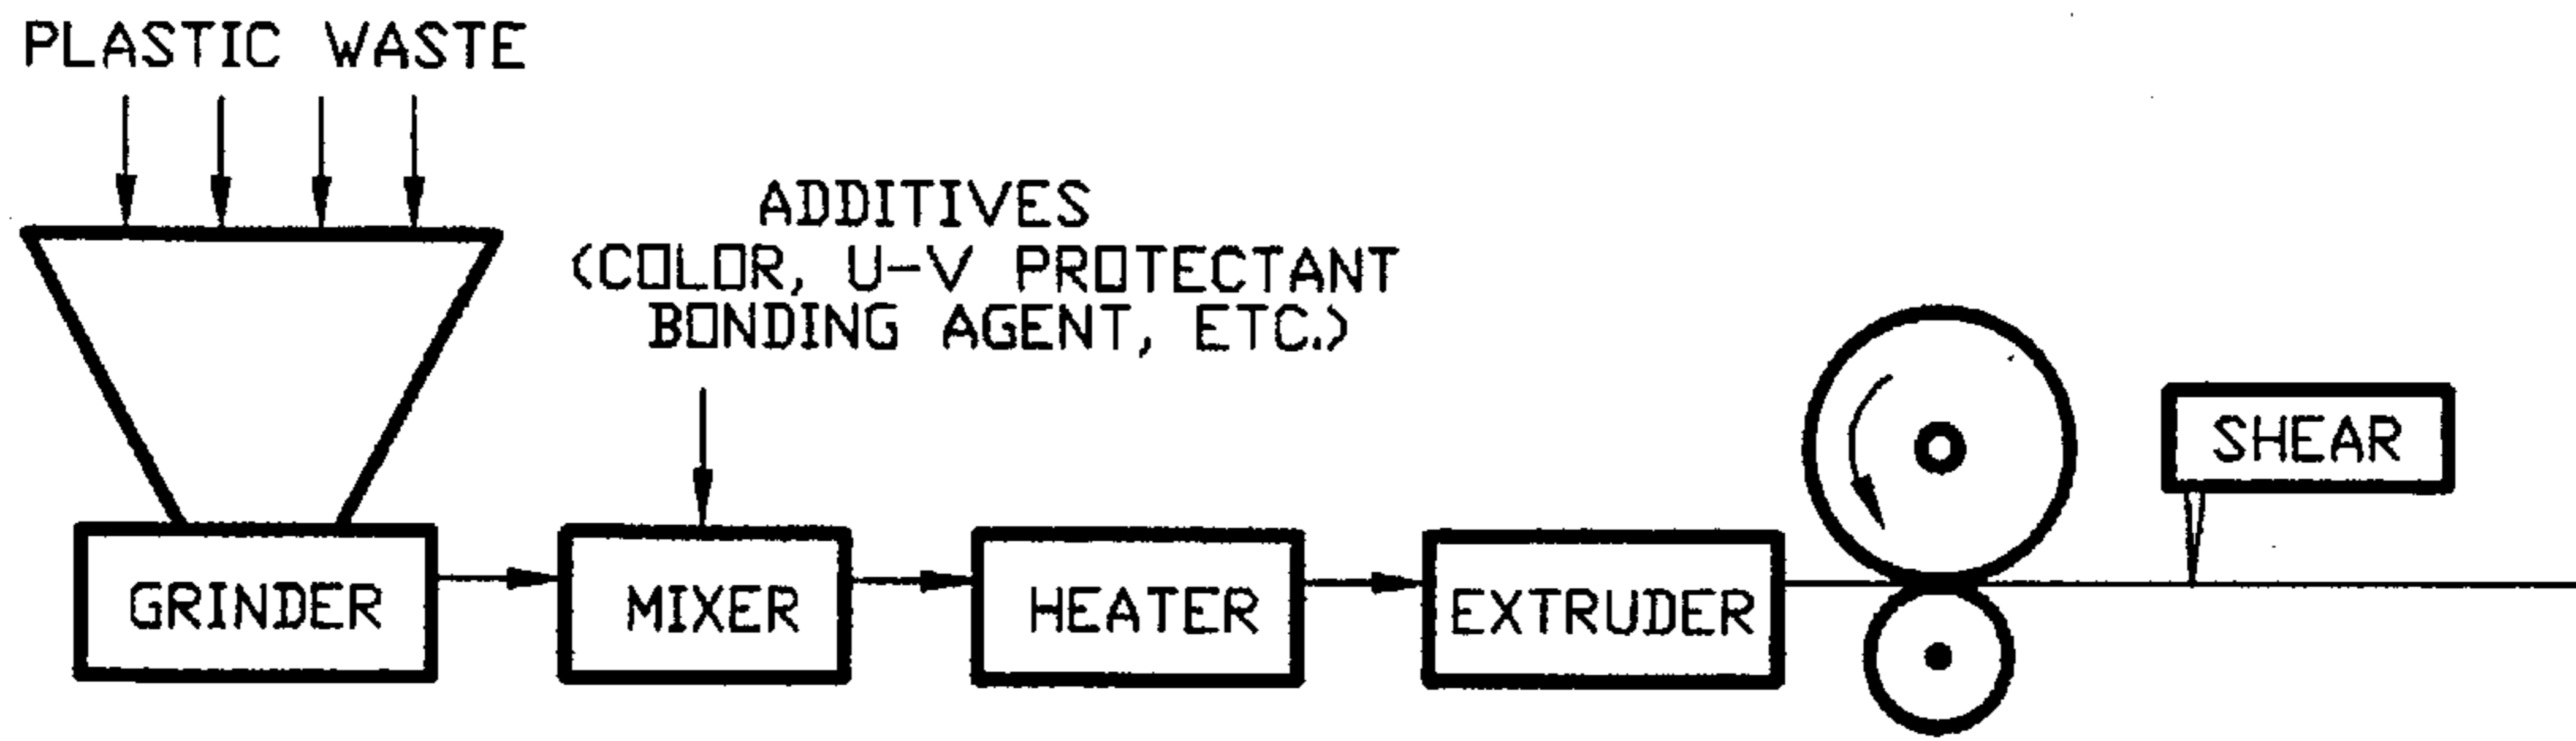 PLASTIC WASTE
ADDITIVES
(COLOR, U-V PROTECTANT
BONDING AGENT, ETC.)
SHEAR
GRINDER
MIXER
HEATER
EXTRUDER